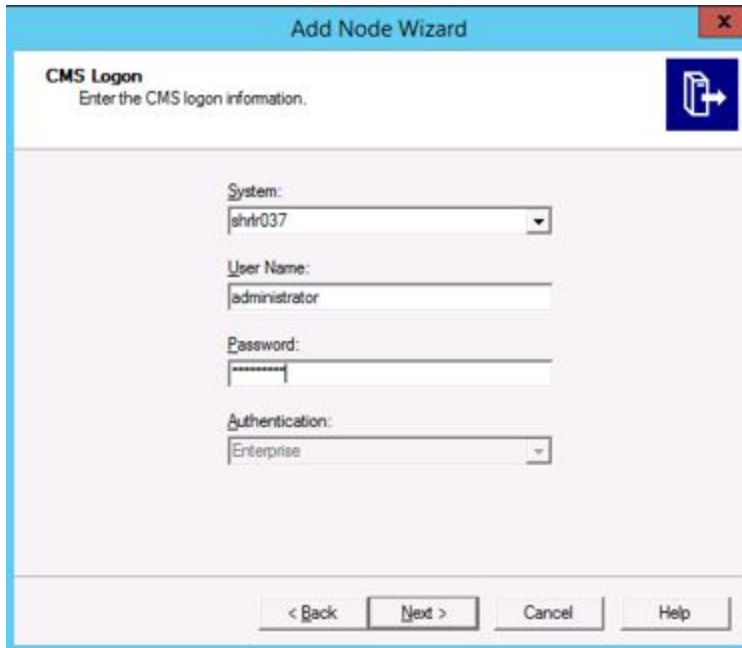 Add Node Wizard
x
CMS Logon
Enter the CMS logon information.
System:
shrlr037
User Name:
administrator
Password:
*********
Authentication:
Enterprise
< Back
Next >
Cancel
Help